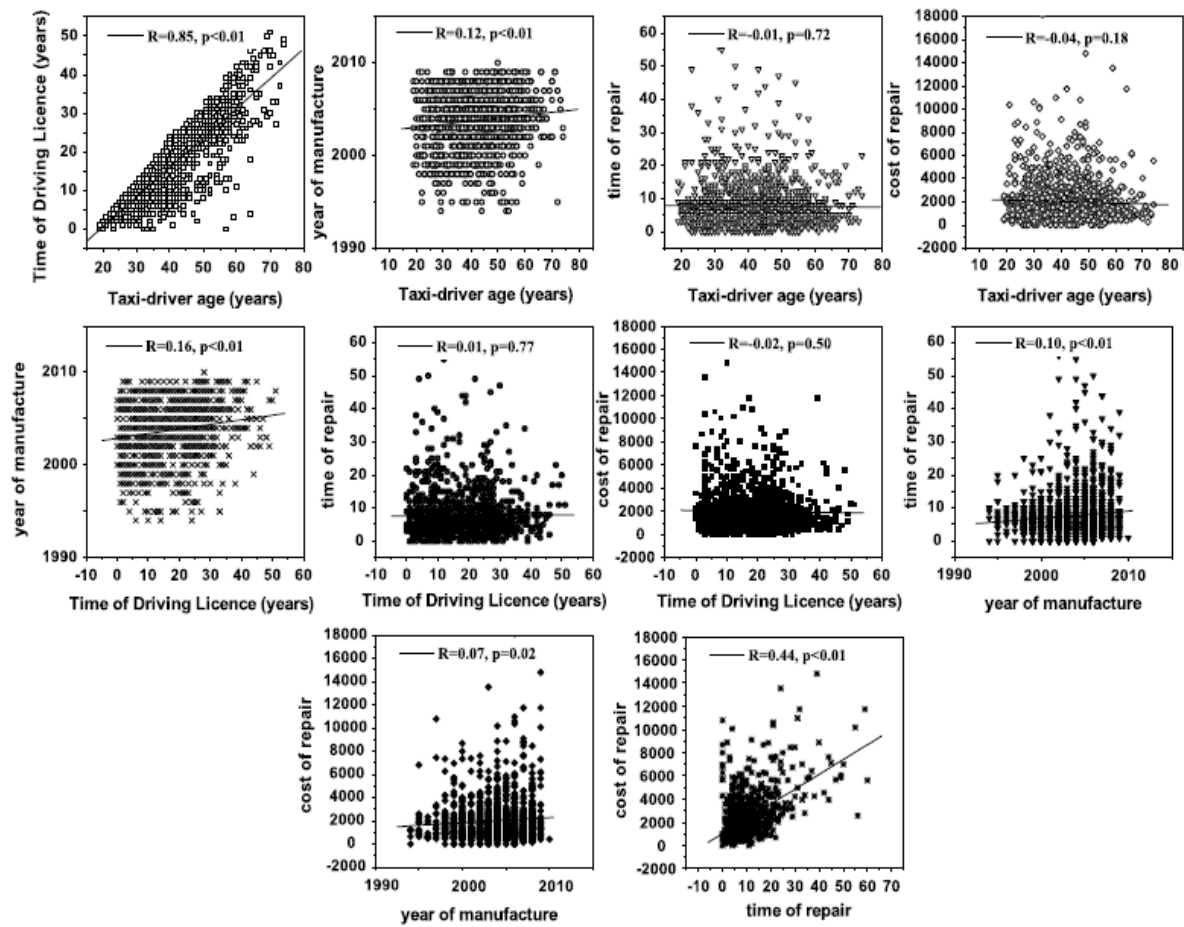 R=0.85, p<0.01
50
40
30
20
10
0
Time of Driving Licence (years)
20 30 40 50 60 70 80
Taxi-driver age (years)
R=0.12, p<0.01
2010
2000
1990
year of manufacture
10 20 30 40 50 60 70 80
Taxi-driver age (years)
R=-0.01, p=0.72
60
50
40
30
20
10
0
time of repair
20 30 40 50 60 70 80
Taxi-driver age (years)
R=-0.04, p=0.18
18000
16000
14000
12000
10000
8000
6000
4000
2000
0
-2000
cost of repair
10 20 30 40 50 60 70 80
Taxi-driver age (years)
R=0.16, p<0.01
2010
2000
1990
year of manufacture
-10 0 10 20 30 40 50 60
Time of Driving Licence (years)
R=0.01, p=0.77
60
50
40
30
20
10
0
time of repair
-10 0 10 20 30 40 50 60
Time of Driving Licence (years)
R=-0.02, p=0.50
18000
16000
14000
12000
10000
8000
6000
4000
2000
0
-2000
cost of repair
-10 0 10 20 30 40 50 60
Time of Driving Licence (years)
R=0.10, p<0.01
60
50
40
30
20
10
0
time of repair
1990 2000 2010
year of manufacture
R=0.07, p=0.02
18000
16000
14000
12000
10000
8000
6000
4000
2000
0
-2000
cost of repair
1990 2000 2010
year of manufacture
R=0.44, p<0.01
18000
16000
14000
12000
10000
8000
6000
4000
2000
0
-2000
cost of repair
-10 0 10 20 30 40 50 60 70
time of repair